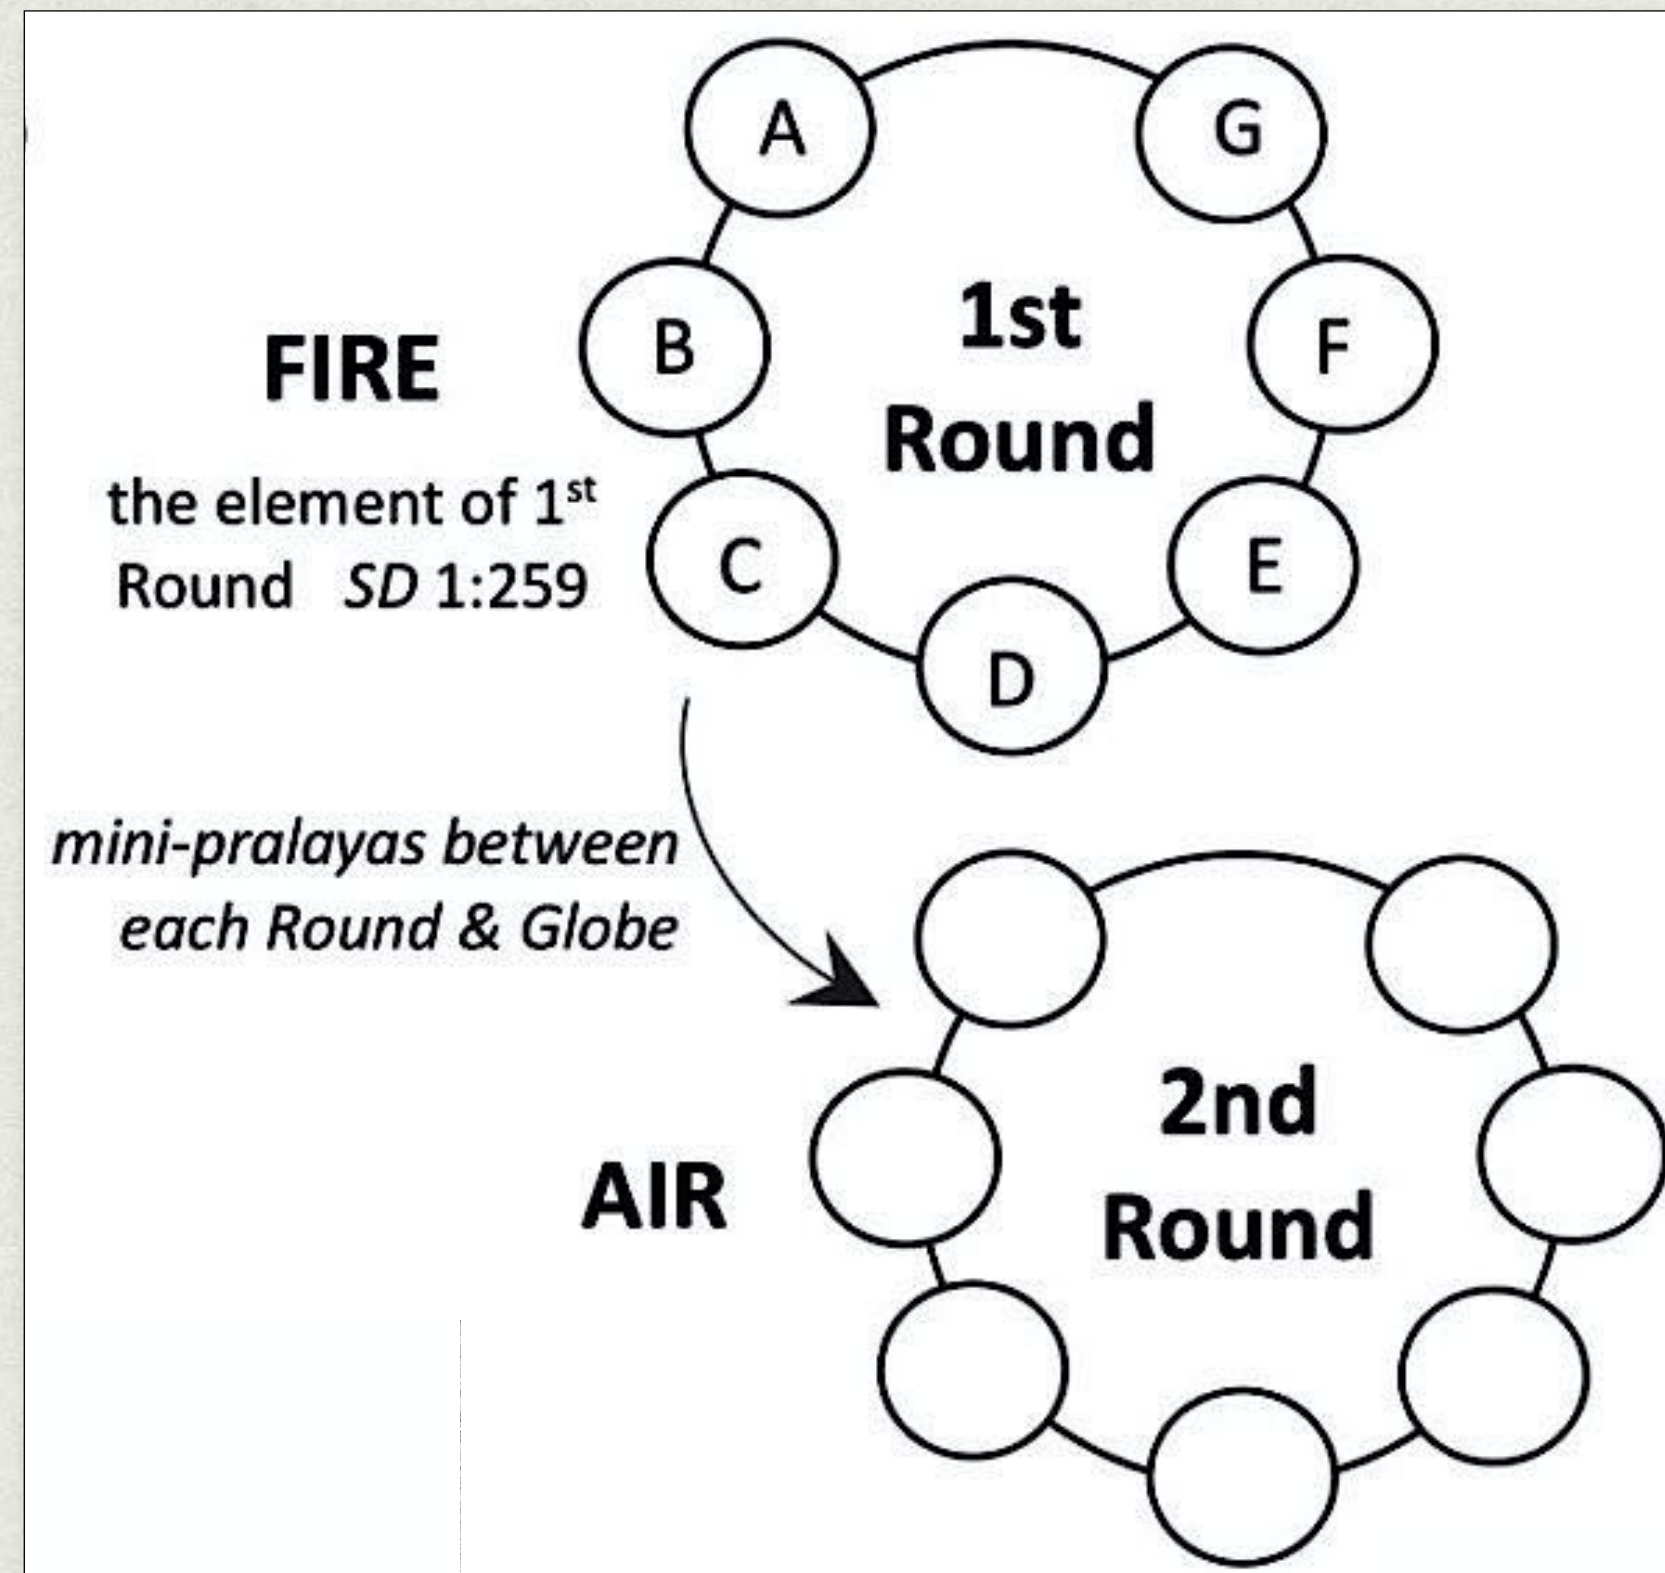 A
G
B
1st
F
FIRE
Round
the element of 1st
C
E
Round SD 1:259
D
mini-pralayas between
each Round & Globe
2nd
AIR
Round